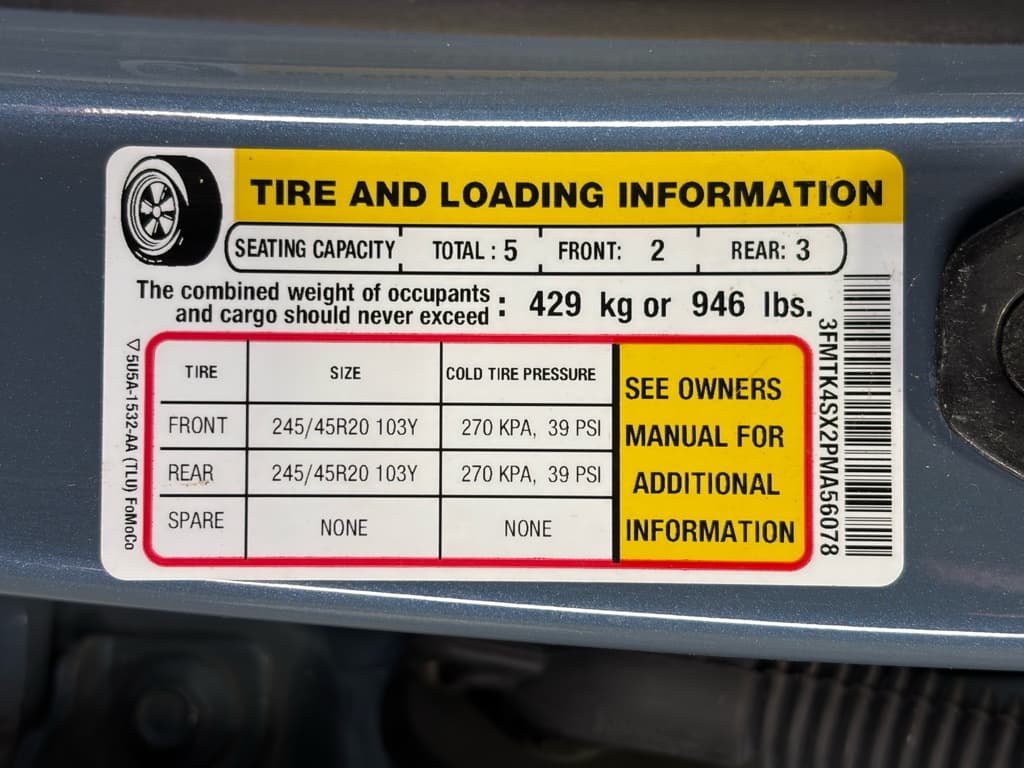 TIRE AND LOADING INFORMATION
SEATING CAPACITY TOTAL : 5 FRONT: 2 REAR: 3
The combined weight of occupants
and cargo should never exceed : 429 kg or 946 lbs.
TIRE SIZE COLD TIRE PRESSURE
FRONT 245/45R20 103Y 270 KPA, 39 PSI
REAR 245/45R20 103Y 270 KPA, 39 PSI
SPARE NONE NONE
SEE OWNERS
MANUAL FOR
ADDITIONAL
INFORMATION
▽5U5A-1532-AA (TLU) FoMoCo
3FMTK4SX2PMA56078